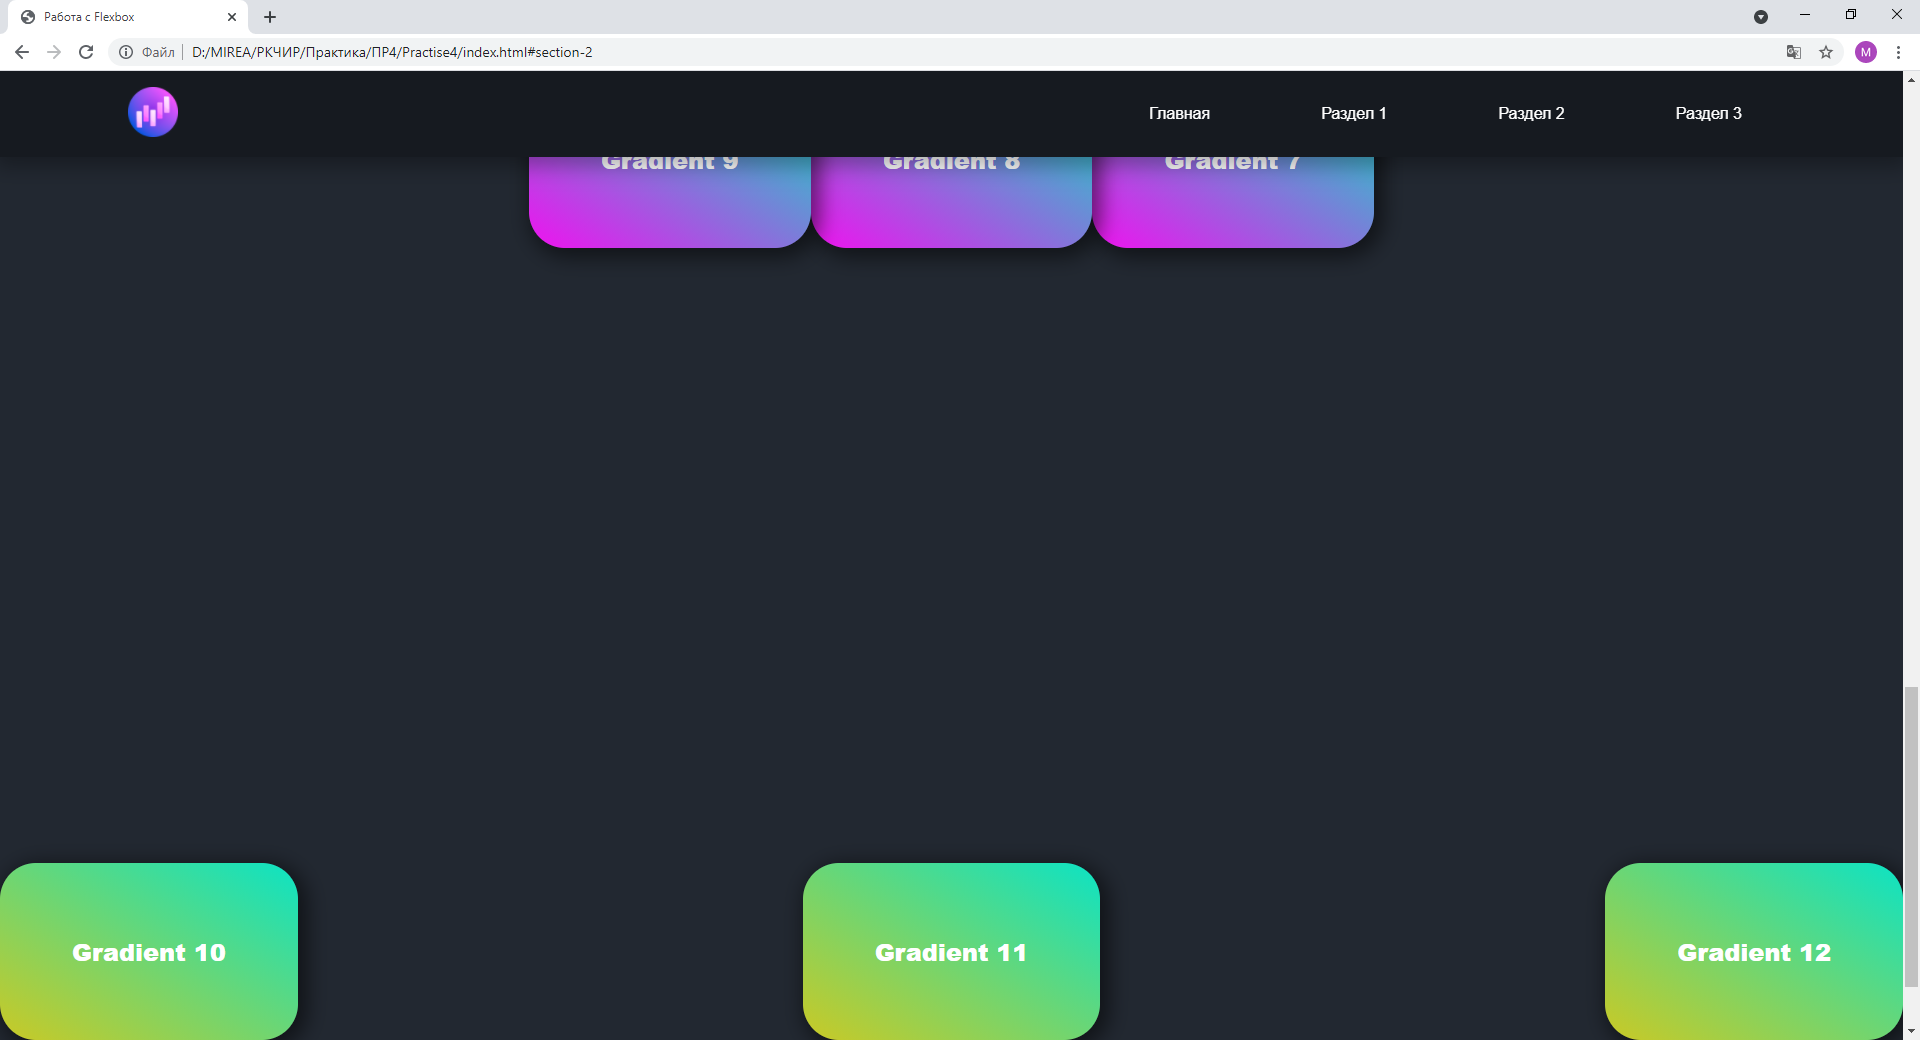 Работа с Flexbox
Файл D:/MIREA/РКЧИР/Практика/ПР4/Practise4/index.html#section-2
M
Главная Раздел 1 Раздел 2 Раздел 3
Gradient 9 Gradient 8 Gradient 7
Gradient 10 Gradient 11 Gradient 12